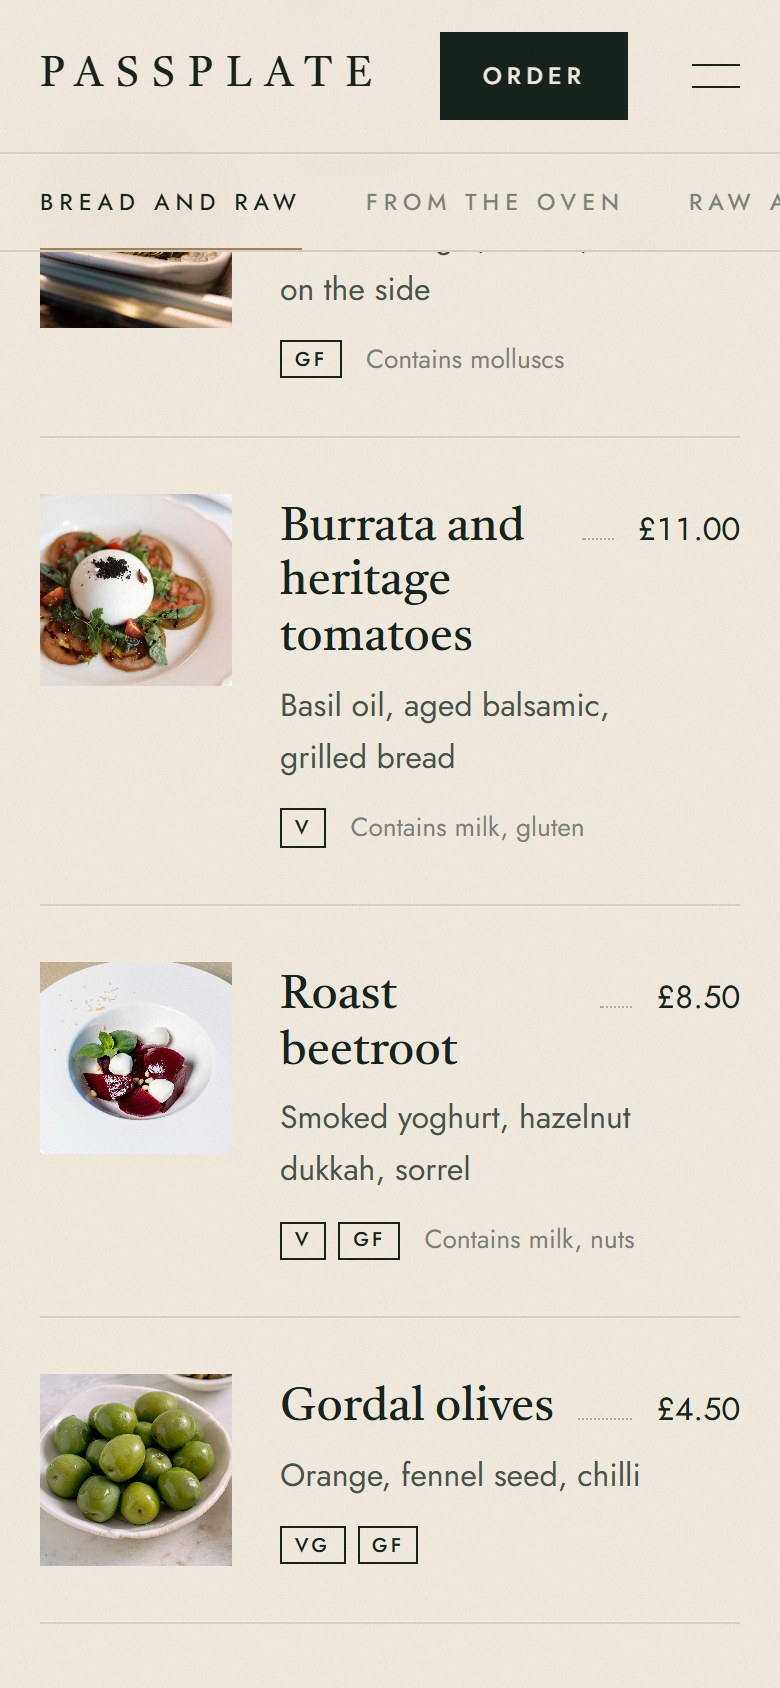 PASSPLATE
ORDER
BREAD AND RAW
FROM THE OVEN
RAW
on the side
GF
Contains molluscs
Burrata and
£11.00
heritage
tomatoes
Basil oil, aged balsamic,
grilled bread
V
Contains milk, gluten
Roast
£8.50
beetroot
Smoked yoghurt, hazelnut
dukkah, sorrel
V
GF
Contains milk, nuts
Gordal olives
£4.50
Orange, fennel seed, chilli
VG
GF